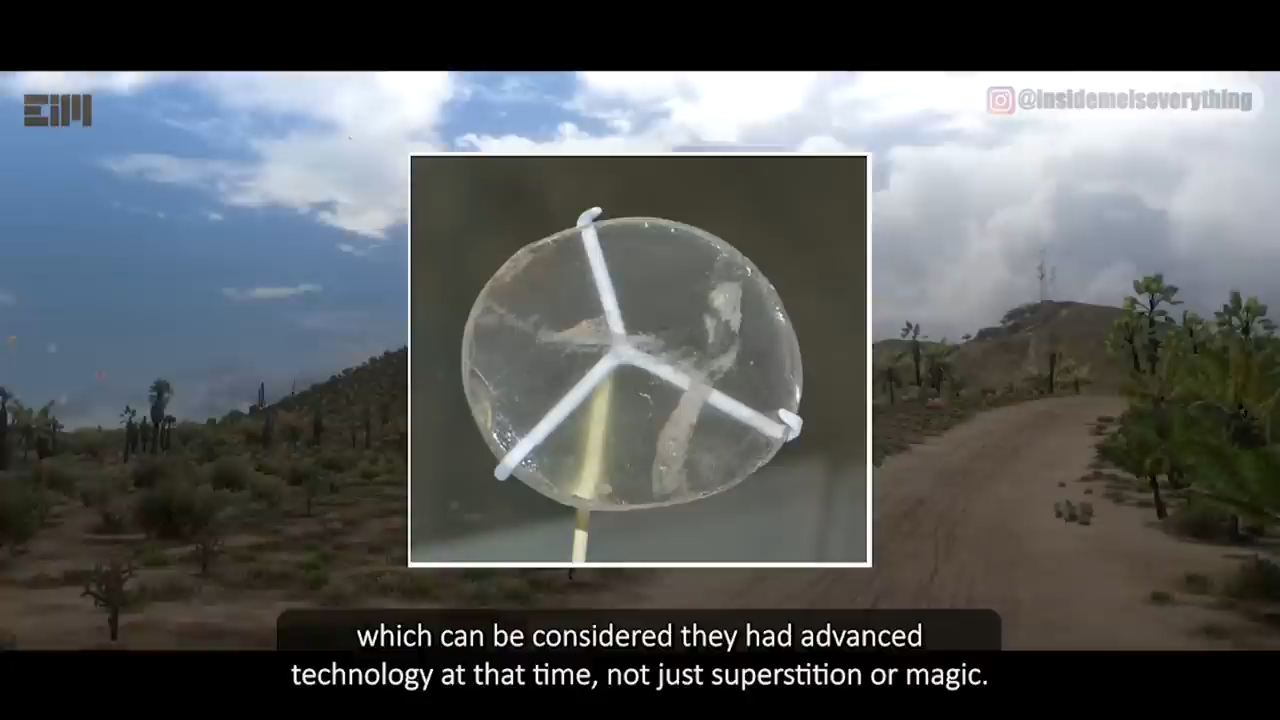 EiM
@insidemeiseverything
which can be considered they had advanced
technology at that time, not just superstition or magic.